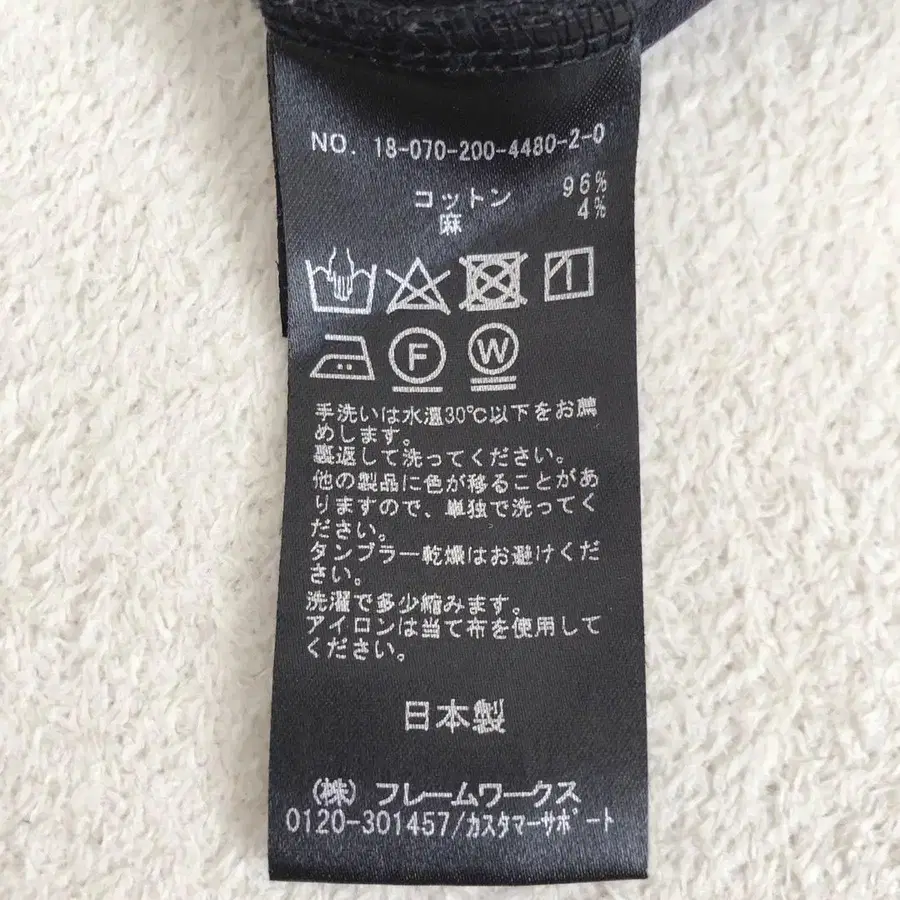 NO. 18-070-200-4480-2-0
コットン 96%
麻 4%
F W
手洗いは水温30℃以下をお薦
めします。
裏返して洗ってください。
他の製品に色が移ることがあ
りますので、単独で洗ってく
ださい。
タンブラー乾燥はお避けくだ
さい。
洗濯で多少縮みます。
アイロンは当て布を使用して
ください。
日本製
(株) フレームワークス
0120-301457/カスタマーサポート